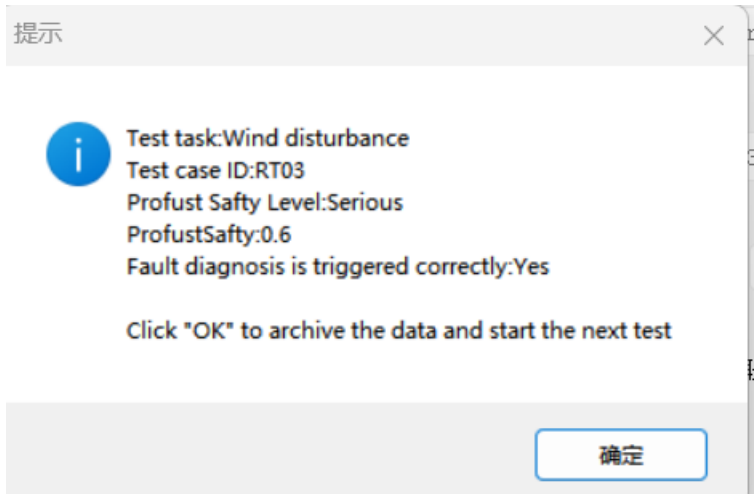 提示
Test task:Wind disturbance
Test case ID:RT03
Profust Safty Level:Serious
ProfustSafty:0.6
Fault diagnosis is triggered correctly:Yes
Click "OK" to archive the data and start the next test
确定